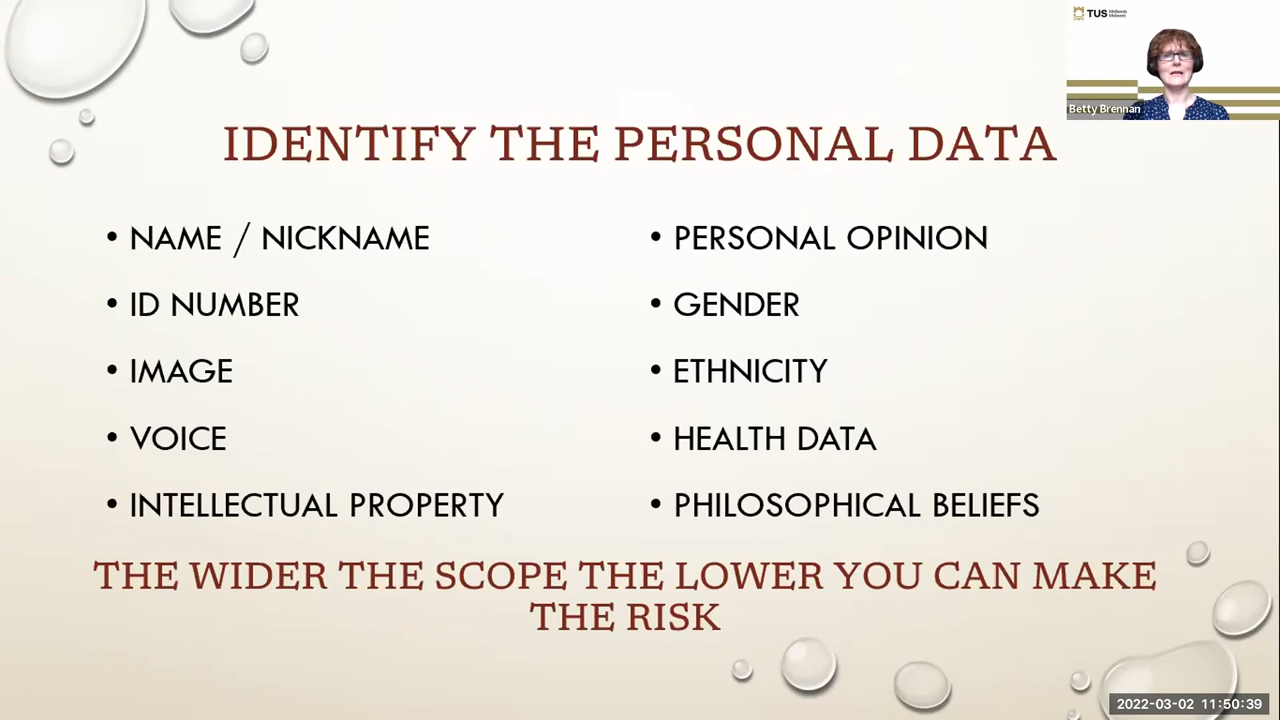 TUS Midlands
Midwest
Betty Brennan
IDENTIFY THE PERSONAL DATA
• NAME / NICKNAME
• ID NUMBER
• IMAGE
• VOICE
• INTELLECTUAL PROPERTY
• PERSONAL OPINION
• GENDER
• ETHNICITY
• HEALTH DATA
• PHILOSOPHICAL BELIEFS
THE WIDER THE SCOPE THE LOWER YOU CAN MAKE
THE RISK
2022-03-02 11:50:39